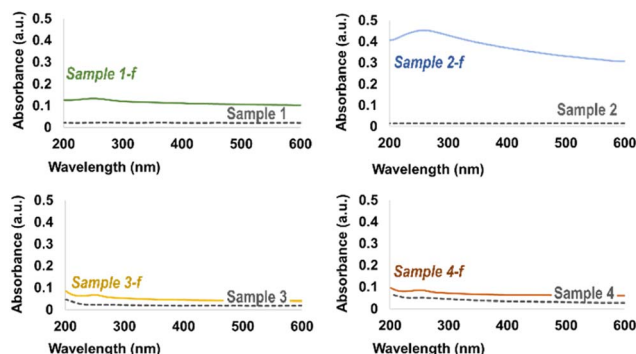 Absorbance (a.u.)
0.5
0.4
0.3
0.2
0.1
0
Sample 1-f
Sample 1
200 300 400 500 600
Wavelength (nm)
Absorbance (a.u.)
0.5
0.4
0.3
0.2
0.1
0
Sample 2-f
Sample 2
200 300 400 500 600
Wavelength (nm)
Absorbance (a.u.)
0.5
0.4
0.3
0.2
0.1
0
Sample 3-f
Sample 3
200 300 400 500 600
Wavelength (nm)
Absorbance (a.u.)
0.5
0.4
0.3
0.2
0.1
0
Sample 4-f
Sample 4
200 300 400 500 600
Wavelength (nm)